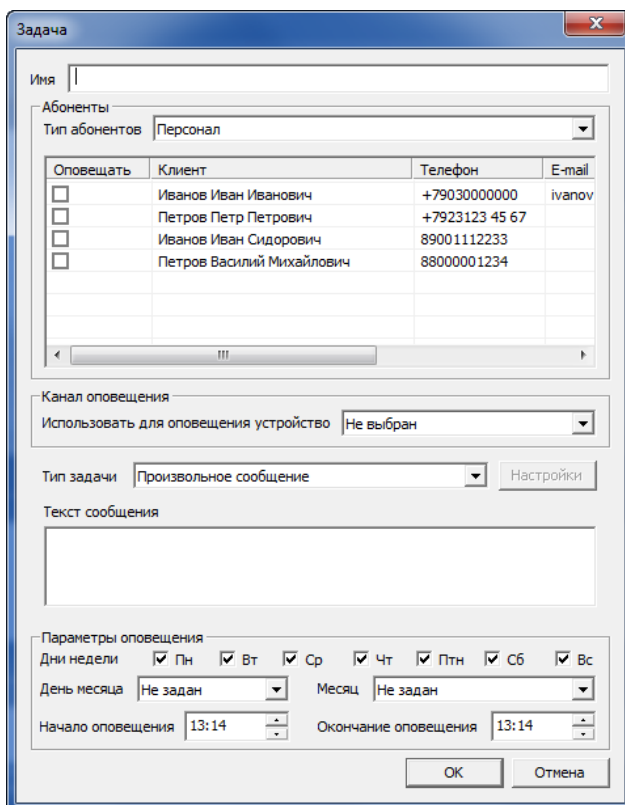 Задача
Имя
Абоненты
Тип абонентов Персонал
Оповещать Клиент Телефон E-mail
Иванов Иван Иванович +79030000000 ivanov
Петров Петр Петрович +7923123 45 67
Иванов Иван Сидорович 89001112233
Петров Василий Михайлович 88000001234
Канал оповещения
Использовать для оповещения устройство Не выбран
Тип задачи Произвольное сообщение Настройки
Текст сообщения
Параметры оповещения
Дни недели Пн Вт Ср Чт Птн Сб Вс
День месяца Не задан Месяц Не задан
Начало оповещения 13:14 Окончание оповещения 13:14
OK Отмена